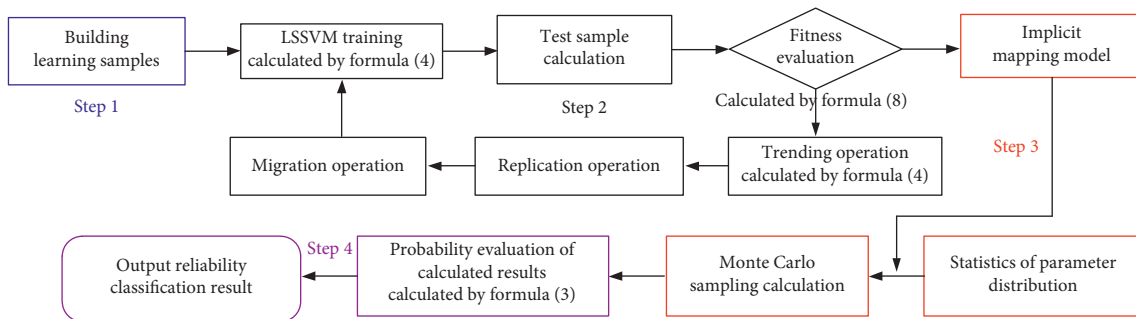 Building
learning samples
LSSVM training
calculated by formula (4)
Test sample
calculation
Fitness
evaluation
Implicit
mapping model
Step 1
Step 2
Calculated by formula (8)
Step 3
Migration operation
Replication operation
Trending operation
calculated by formula (4)
Output reliability
classification result
Step 4
Probability evaluation of
calculated results
calculated by formula (3)
Monte Carlo
sampling calculation
Statistics of parameter
distribution